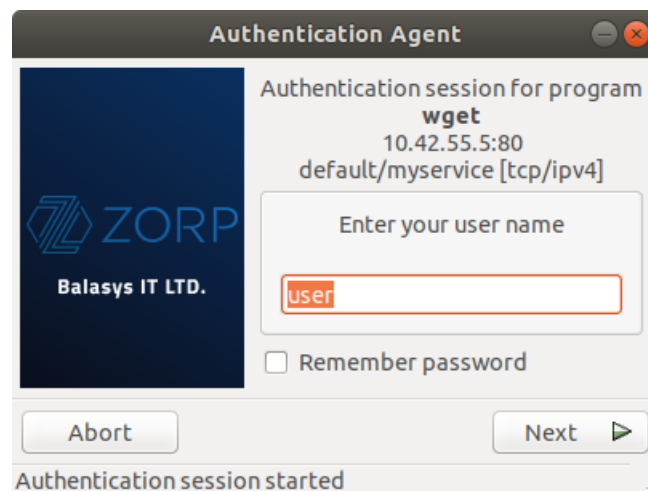 Authentication Agent
Authentication session for program
wget
10.42.55.5:80
default/myservice [tcp/ipv4]
ZORP
Balasys IT LTD.
Enter your user name
user
Remember password
Abort
Next
Authentication session started